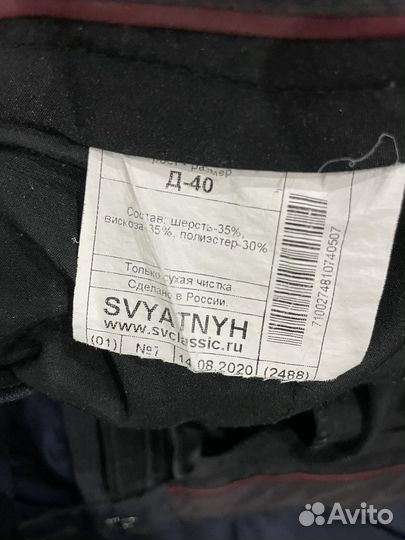 рост - размер
Д-40
Состав: шерсть-35%,
вискоза-35%, полиэстер-30%
Только сухая чистка.
Сделано в России.
SVYATNYH
www.svclassic.ru
(01) №7 14.08.2020 (2488)
7100274810740507
Avito